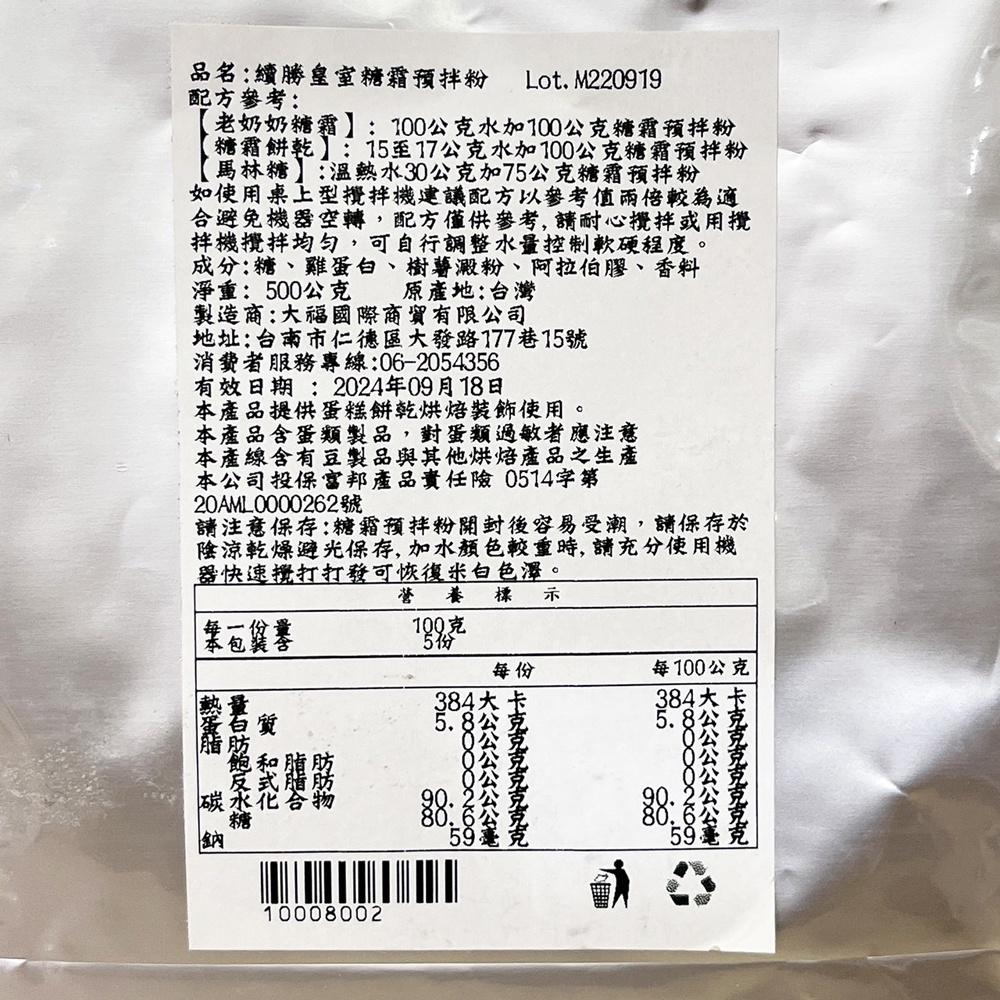 品名:續勝皇室糖霜預拌粉 Lot. M220919
配方參考:
【老奶奶糖霜】: 100公克水加100公克糖霜預拌粉
【糖霜餅乾】: 15至17公克水加100公克糖霜預拌粉
【馬林糖】:溫熱水30公克加75公克糖霜預拌粉
如使用桌上型攪拌機建議配方以參考值兩倍較為適
合避免機器空轉，配方僅供參考,請耐心攪拌或用攪
拌機攪拌均勻，可自行調整水量控制軟硬程度。
成分:糖、雞蛋白、樹薯澱粉、阿拉伯膠、香料
淨重: 500公克 原產地:台灣
製造商:大福國際商貿有限公司
地址:台南市仁德區大發路177巷15號
消費者服務專線:06-2054356
有效日期 : 2024年09月18日
本產品提供蛋糕餅乾烘焙裝飾使用。
本產品含蛋類製品，對蛋類過敏者應注意
本產線含有豆製品與其他烘焙產品之生產
本公司投保富邦產品責任險 0514字第
20AML0000262號
請注意保存:糖霜預拌粉開封後容易受潮，請保存於
陰涼乾燥避光保存,加水顏色較重時,請充分使用機
器快速攪打打發可恢復米白色澤。
營養標示
每一份量 100克
本包裝含 5份
每份 每100公克
熱量 384大卡 384大卡
蛋白質 5.8公克 5.8公克
脂肪 0公克 0公克
飽和脂肪 0公克 0公克
反式脂肪 0公克 0公克
碳水化合物 90.2公克 90.2公克
糖 80.6公克 80.6公克
鈉 59毫克 59毫克
10008002